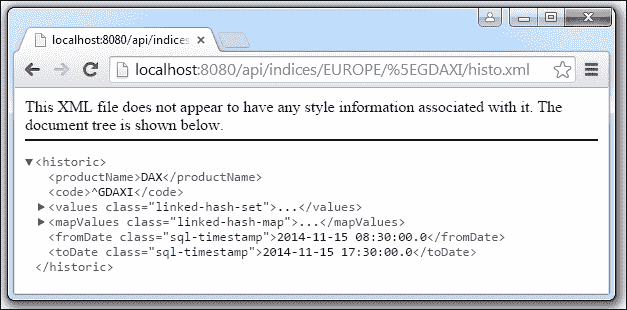 localhost:8080/api/indices
localhost:8080/api/indices/EUROPE/%5EGDAXI/histo.xml
This XML file does not appear to have any style information associated with it. The
document tree is shown below.
▼<historic>
<productName>DAX</productName>
<code>^GDAXI</code>
▶<values class="linked-hash-set">...</values>
▶<mapValues class="linked-hash-map">...</mapValues>
<fromDate class="sql-timestamp">2014-11-15 08:30:00.0</fromDate>
<toDate class="sql-timestamp">2014-11-15 17:30:00.0</toDate>
</historic>